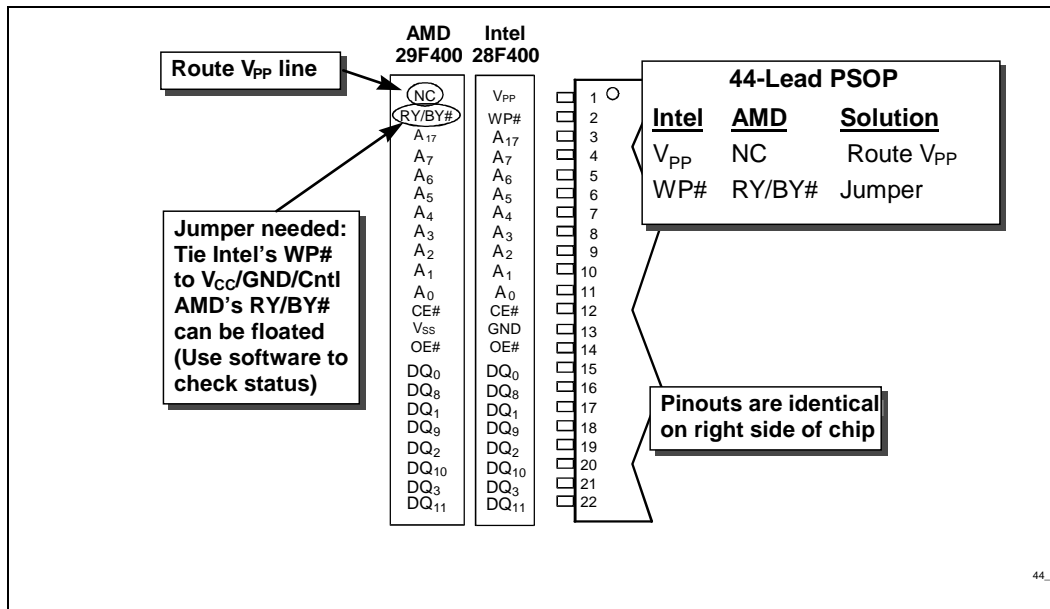 AMD
29F400
Intel
28F400
Route VPP line
NC
RY/BY#
A17
A7
A6
A5
A4
A3
A2
A1
A0
CE#
VSS
OE#
DQ0
DQ8
DQ1
DQ9
DQ2
DQ10
DQ3
DQ11
VPP
WP#
A17
A7
A6
A5
A4
A3
A2
A1
A0
CE#
GND
OE#
DQ0
DQ8
DQ1
DQ9
DQ2
DQ10
DQ3
DQ11
1
2
3
4
5
6
7
8
9
10
11
12
13
14
15
16
17
18
19
20
21
22
44-Lead PSOP
Intel AMD Solution
VPP NC Route VPP
WP# RY/BY# Jumper
Jumper needed:
Tie Intel's WP#
to VCC/GND/Cntl
AMD's RY/BY#
can be floated
(Use software to
check status)
Pinouts are identical
on right side of chip
44_